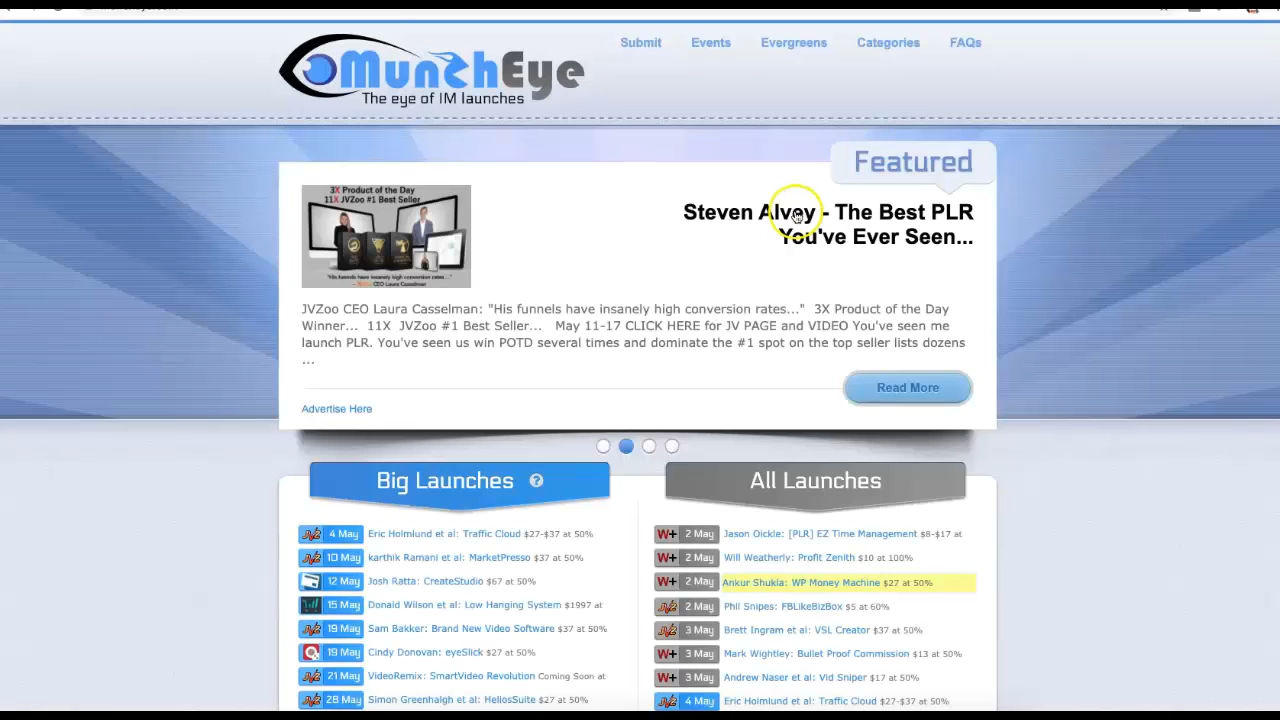 Submit Events Evergreens Categories FAQs
MunchEye
The eye of IM launches
Featured
3X Product of the Day
11X JVZoo #1 Best Seller
"His funnels have insanely high conversion rates..."
CEO Laura Casselman
Steven Alvey - The Best PLR
You've Ever Seen...
JVZoo CEO Laura Casselman: "His funnels have insanely high conversion rates..." 3X Product of the Day
Winner... 11X JVZoo #1 Best Seller... May 11-17 CLICK HERE for JV PAGE and VIDEO You've seen me
launch PLR. You've seen us win POTD several times and dominate the #1 spot on the top seller lists dozens
...
Read More
Advertise Here
Big Launches ?
4 May Eric Holmlund et al: Traffic Cloud $27-$37 at 50%
10 May karthik Ramani et al: MarketPresso $37 at 50%
12 May Josh Ratta: CreateStudio $67 at 50%
15 May Donald Wilson et al: Low Hanging System $1997 at
19 May Sam Bakker: Brand New Video Software $37 at 50%
19 May Cindy Donovan: eyeSlick $27 at 50%
21 May VideoRemix: SmartVideo Revolution Coming Soon at
28 May Simon Greenhalgh et al: HeliosSuite $27 at 50%
All Launches
W+ 2 May Jason Oickle: [PLR] EZ Time Management $8-$17 at
W+ 2 May Will Weatherly: Profit Zenith $10 at 100%
W+ 2 May Ankur Shukla: WP Money Machine $27 at 50%
2 May Phil Snipes: FBLikeBizBox $5 at 60%
3 May Brett Ingram et al: VSL Creator $37 at 50%
W+ 3 May Mark Wightley: Bullet Proof Commission $13 at 50%
W+ 3 May Andrew Naser et al: Vid Sniper $17 at 50%
4 May Eric Holmlund et al: Traffic Cloud $27-$37 at 50%